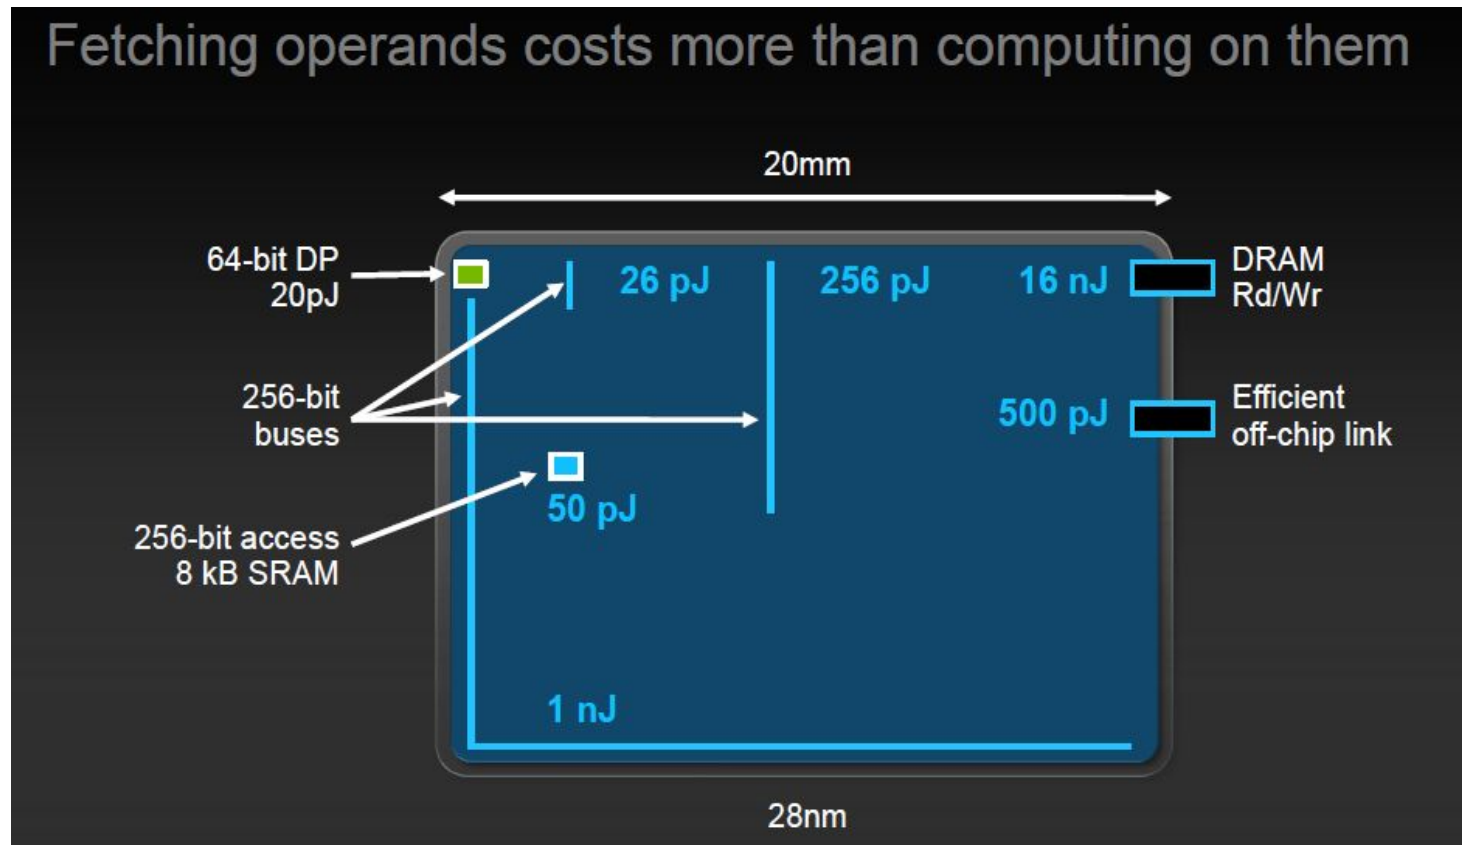 Fetching operands costs more than computing on them
20mm
64-bit DP
20pJ
26 pJ
256 pJ
16 nJ
DRAM
Rd/Wr
256-bit
buses
500 pJ
Efficient
off-chip link
50 pJ
256-bit access
8 kB SRAM
1 nJ
28nm